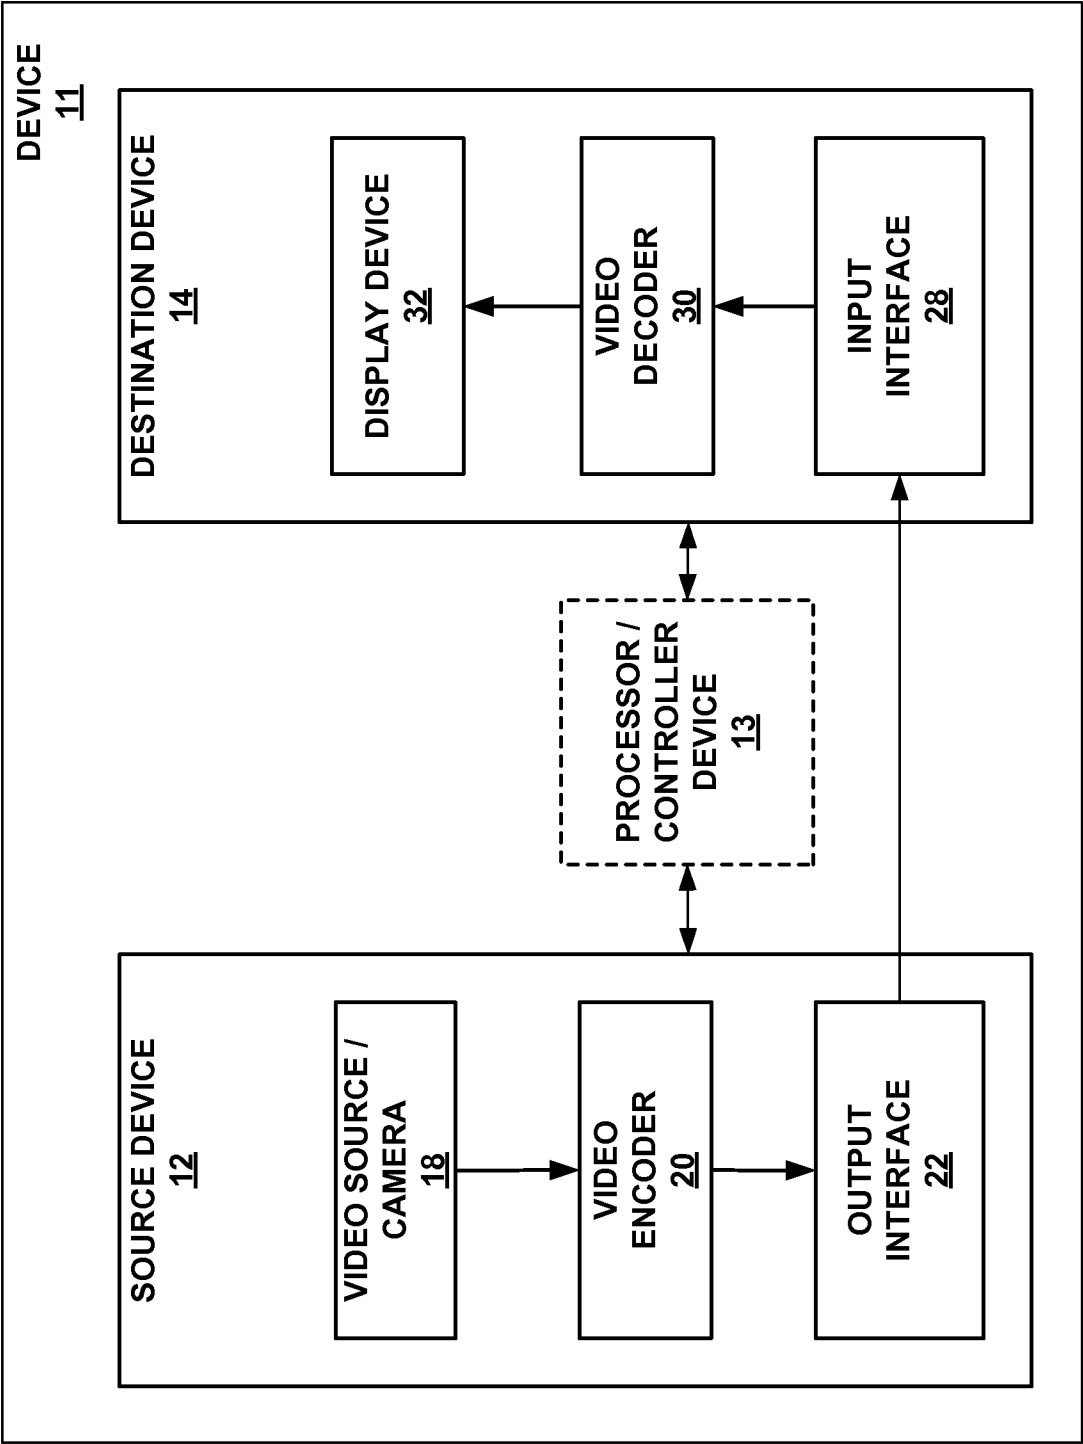 DEVICE
11
SOURCE DEVICE
12
VIDEO SOURCE /
CAMERA
18
VIDEO
ENCODER
20
OUTPUT
INTERFACE
22
PROCESSOR /
CONTROLLER
DEVICE
13
DESTINATION DEVICE
14
DISPLAY DEVICE
32
VIDEO
DECODER
30
INPUT
INTERFACE
28